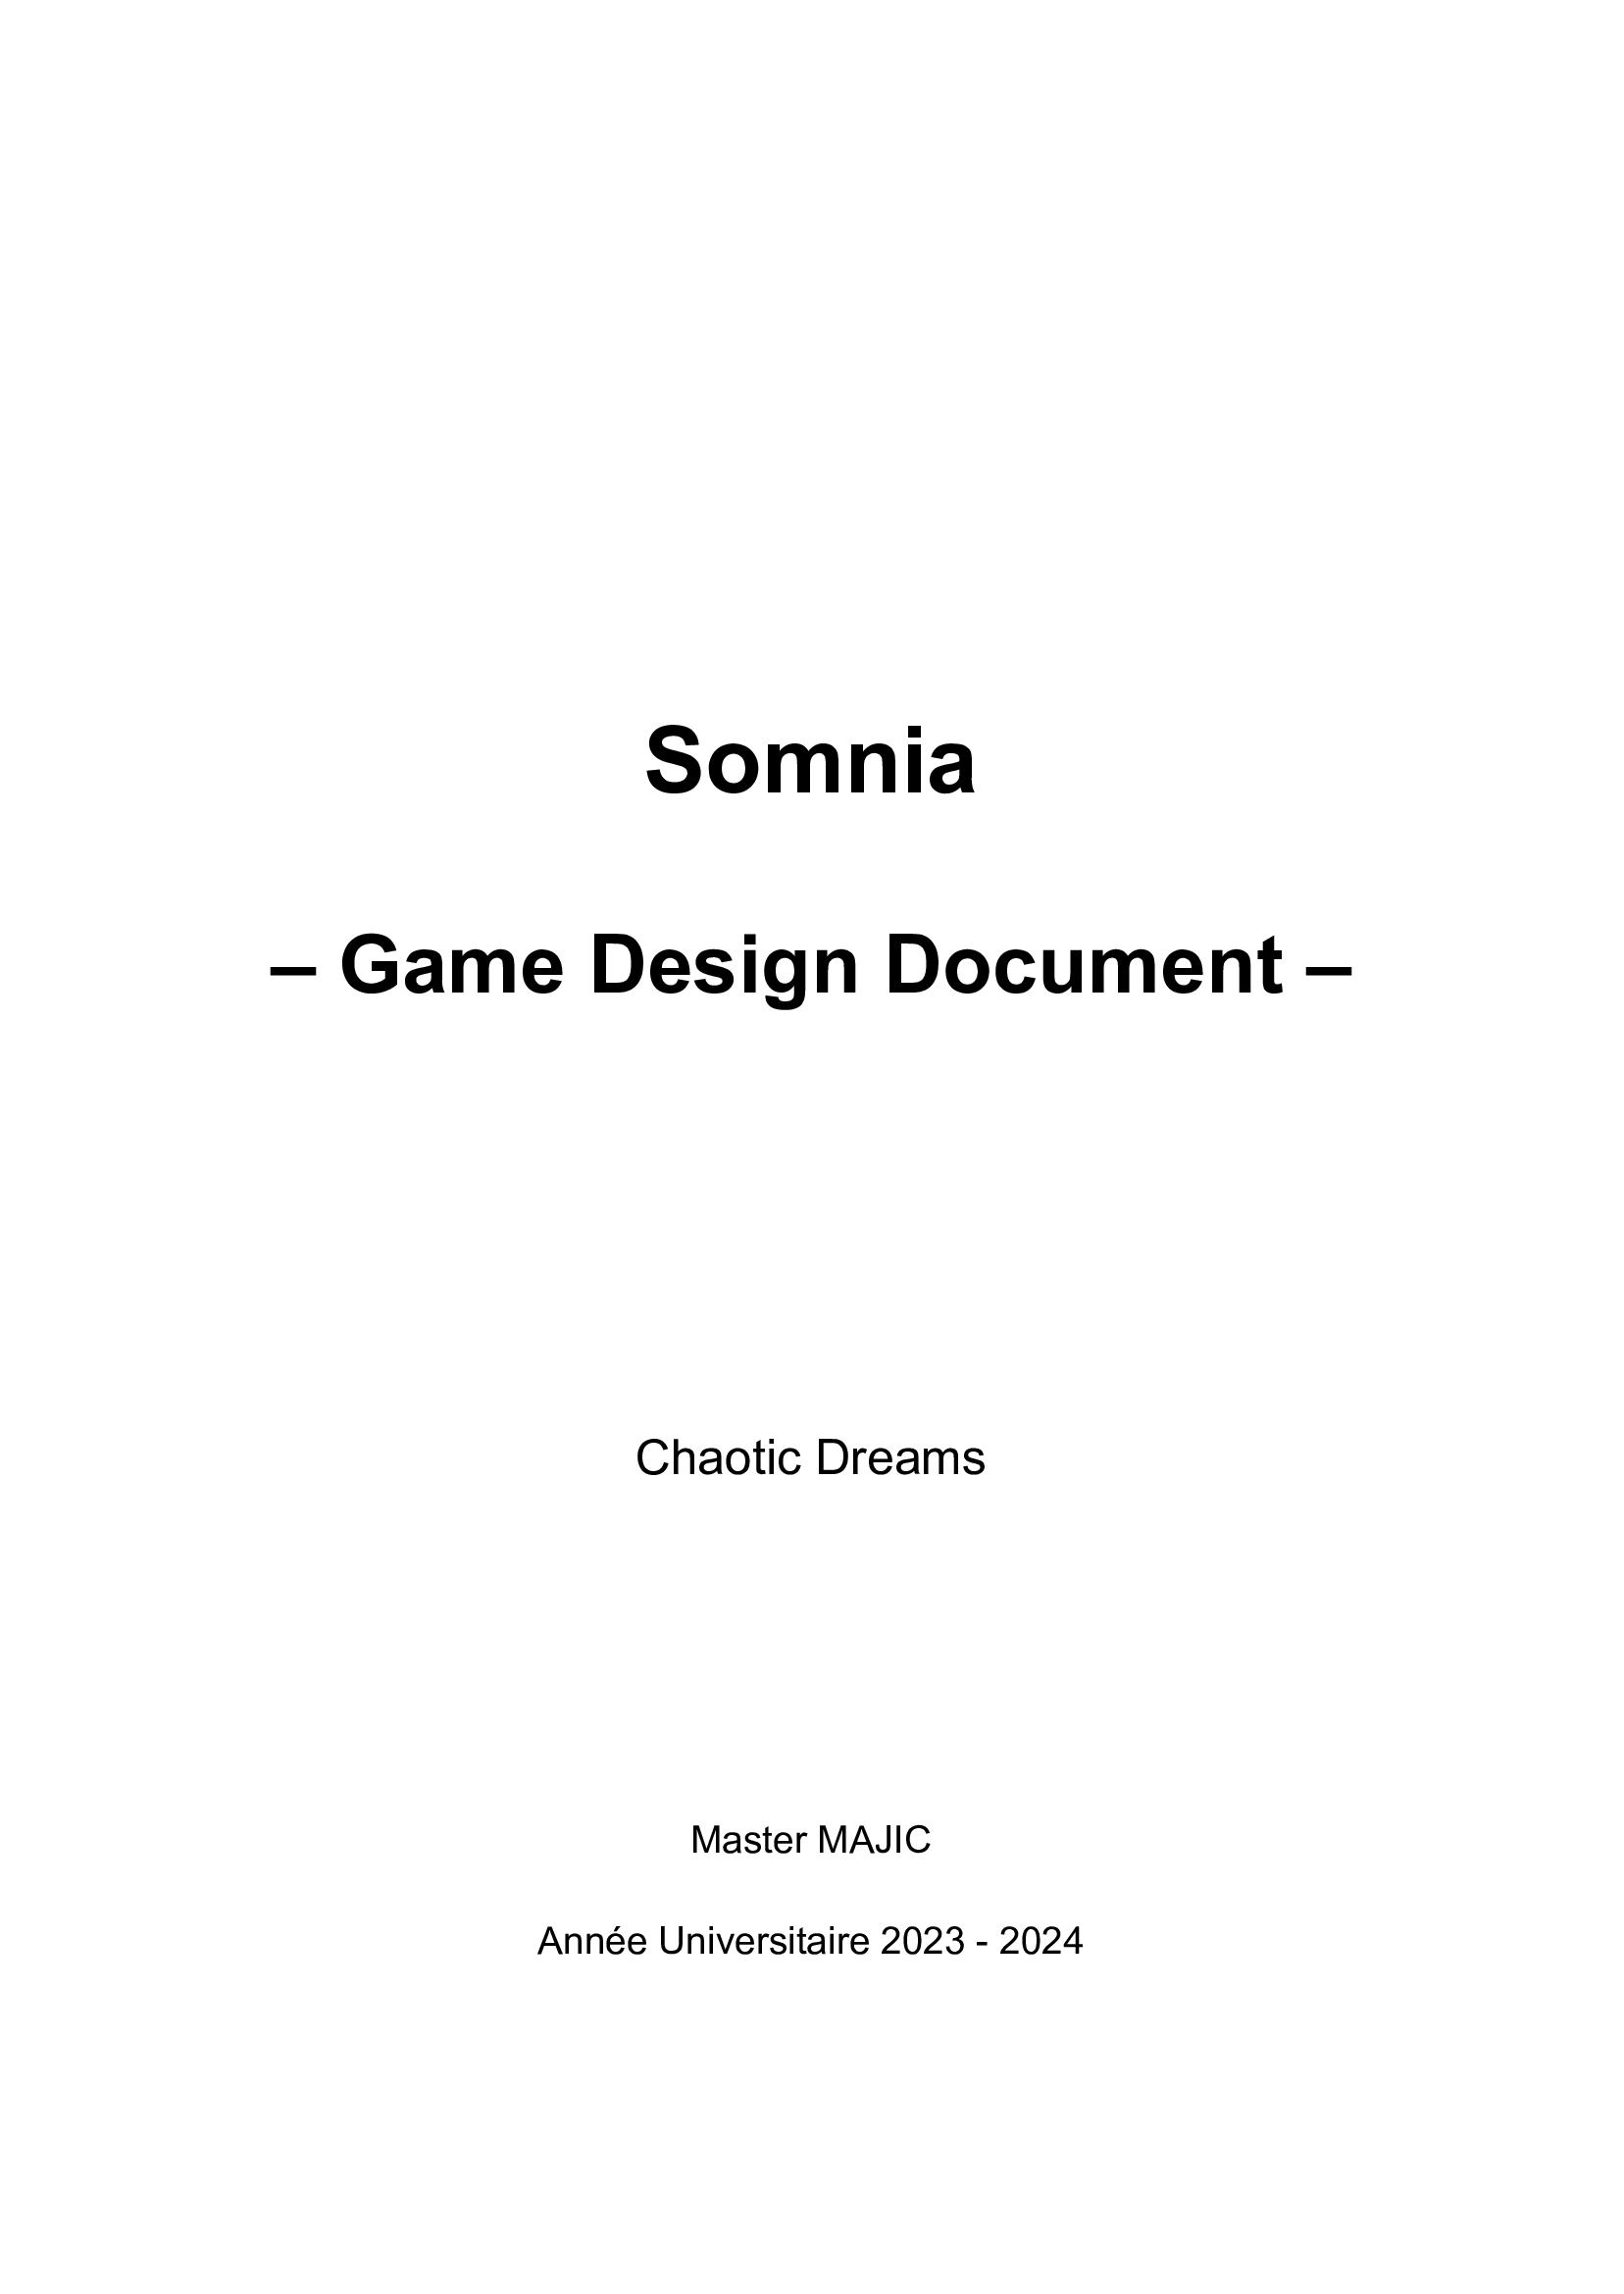 Somnia
– Game Design Document –
Chaotic Dreams
Master MAJIC
Année Universitaire 2023 - 2024